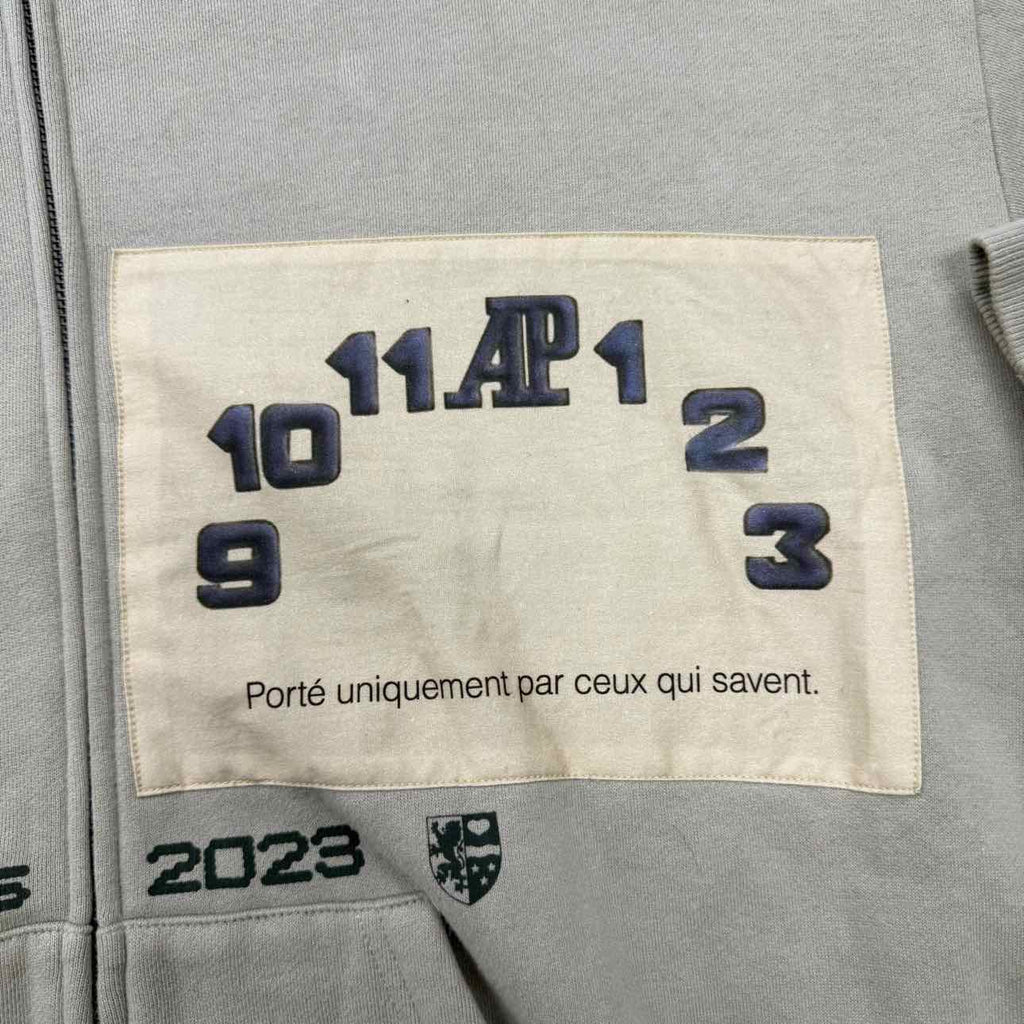 9 10 11 AP 1 2 3
Porté uniquement par ceux qui savent.
s 2023